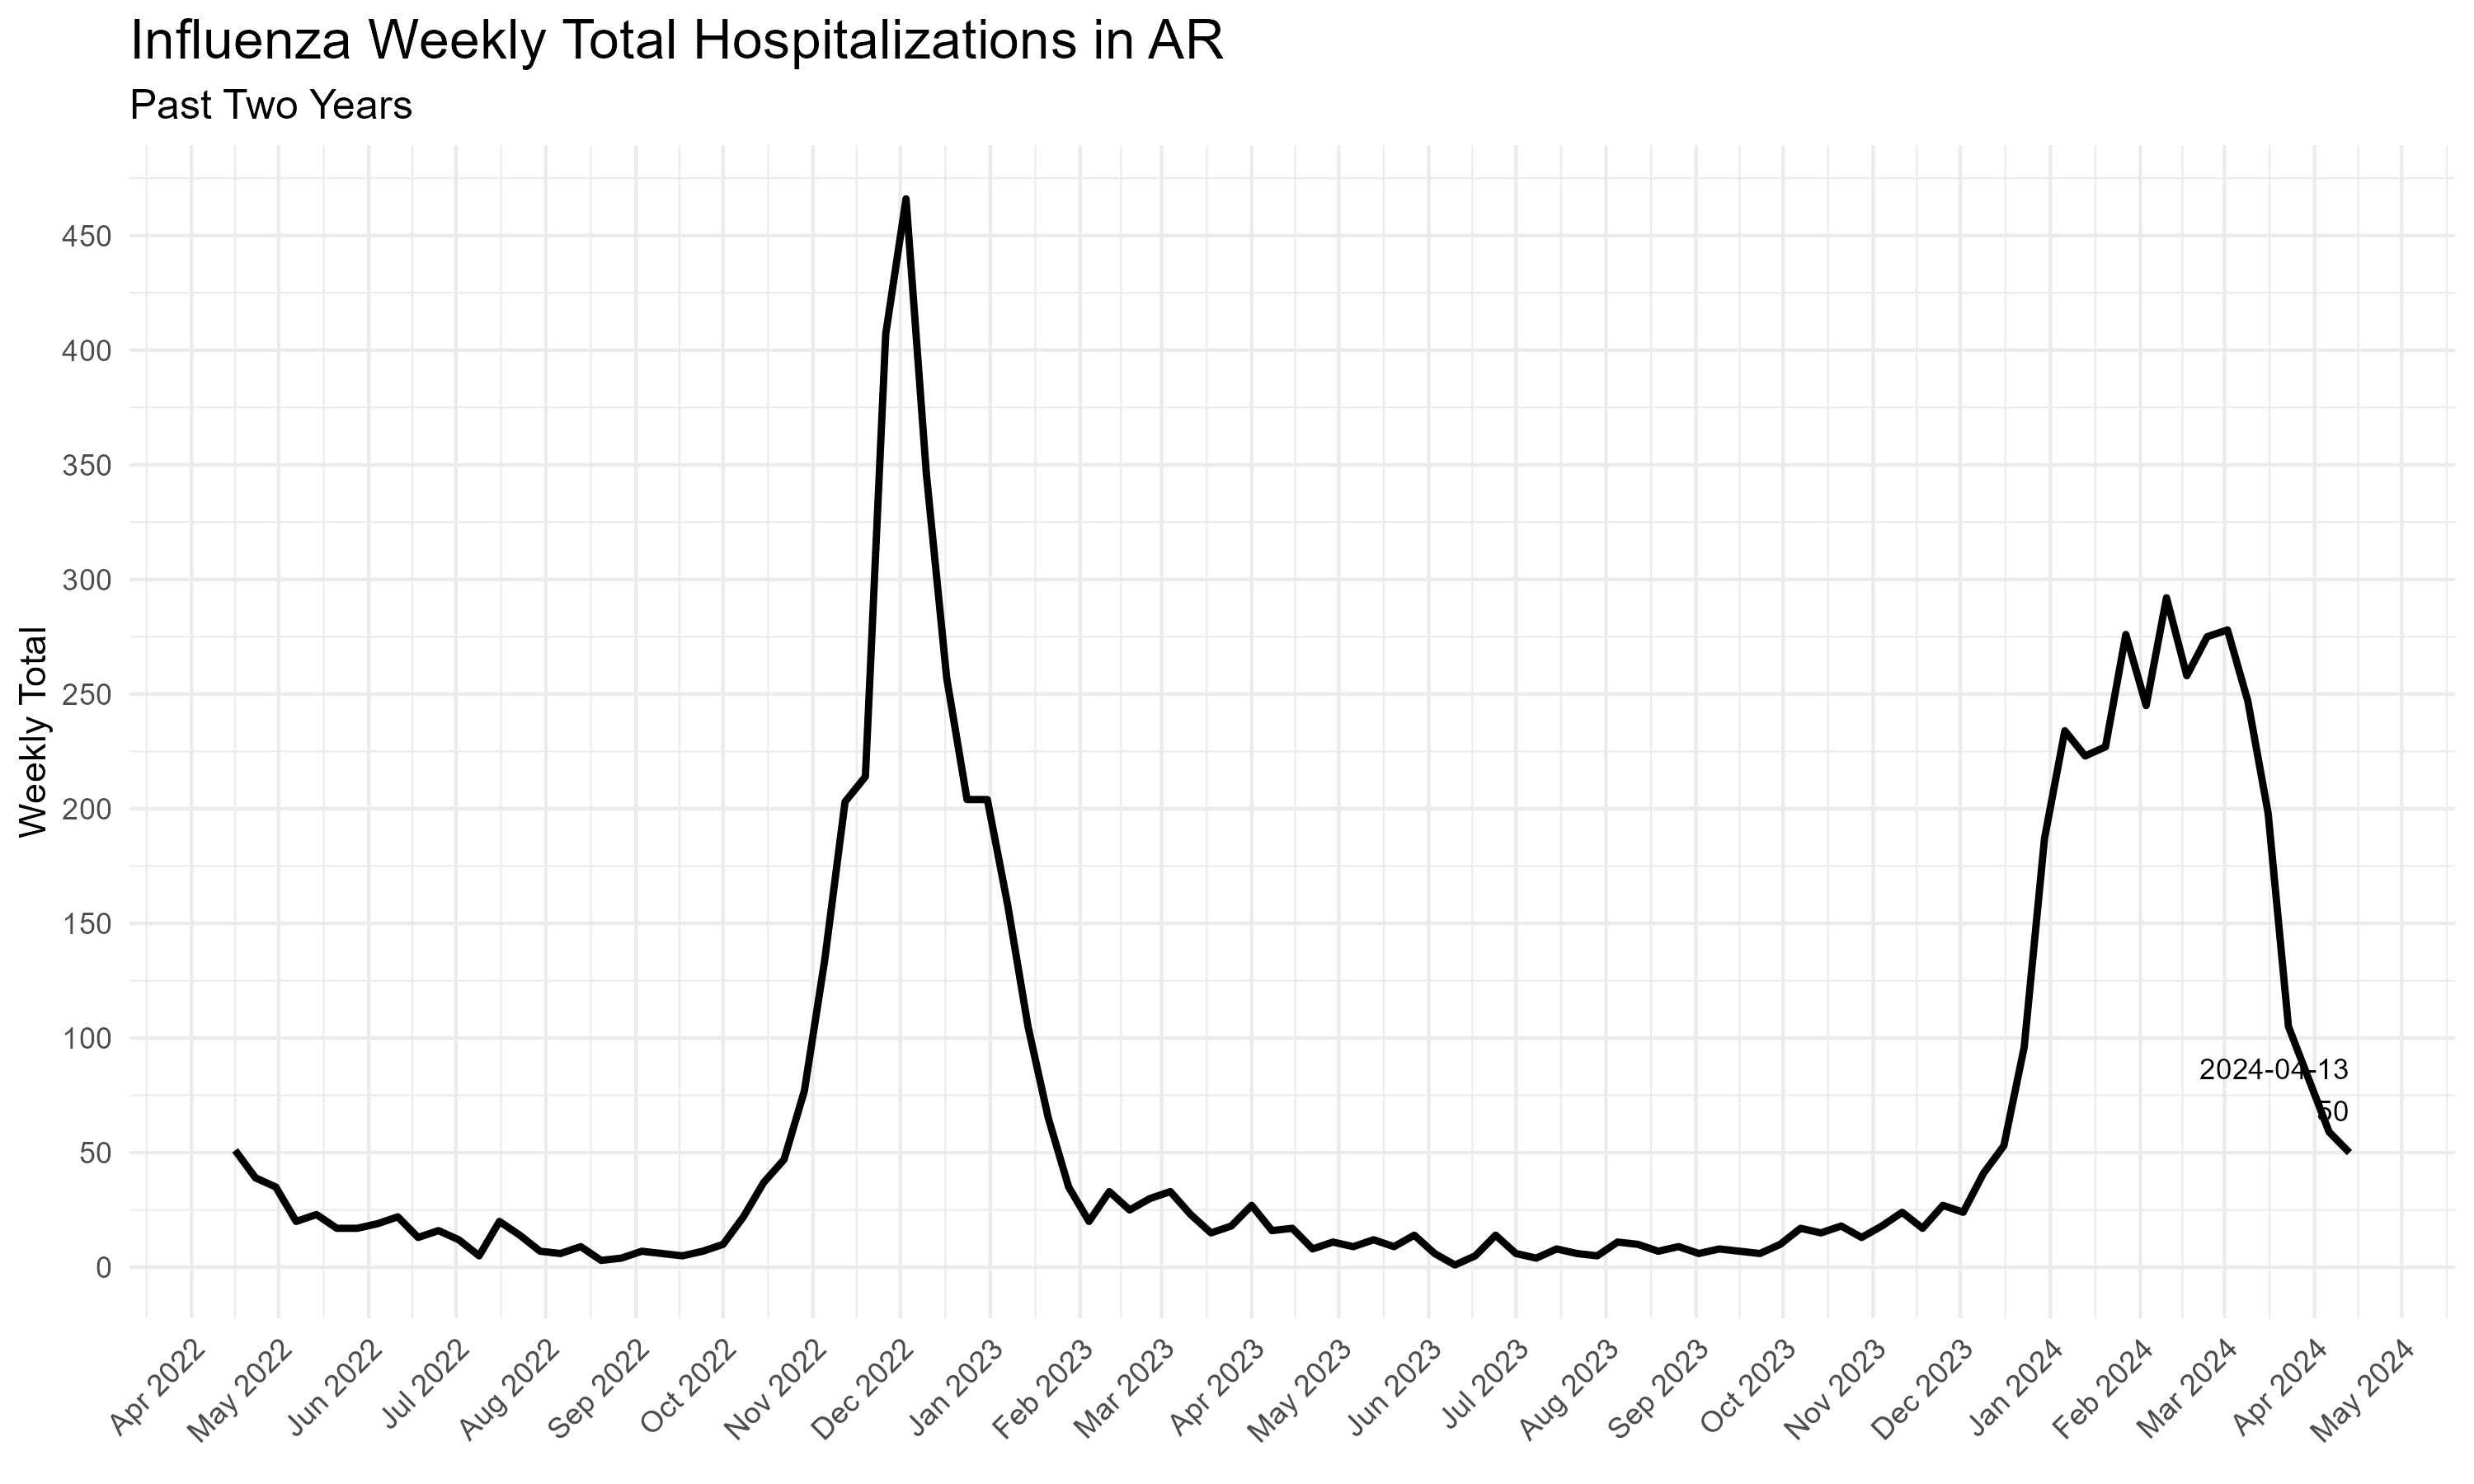 Influenza Weekly Total Hospitalizations in AR
Past Two Years
Weekly Total
450
400
350
300
250
200
150
100
50
0
2024-04-13
50
Apr 2022
May 2022
Jun 2022
Jul 2022
Aug 2022
Sep 2022
Oct 2022
Nov 2022
Dec 2022
Jan 2023
Feb 2023
Mar 2023
Apr 2023
May 2023
Jun 2023
Jul 2023
Aug 2023
Sep 2023
Oct 2023
Nov 2023
Dec 2023
Jan 2024
Feb 2024
Mar 2024
Apr 2024
May 2024